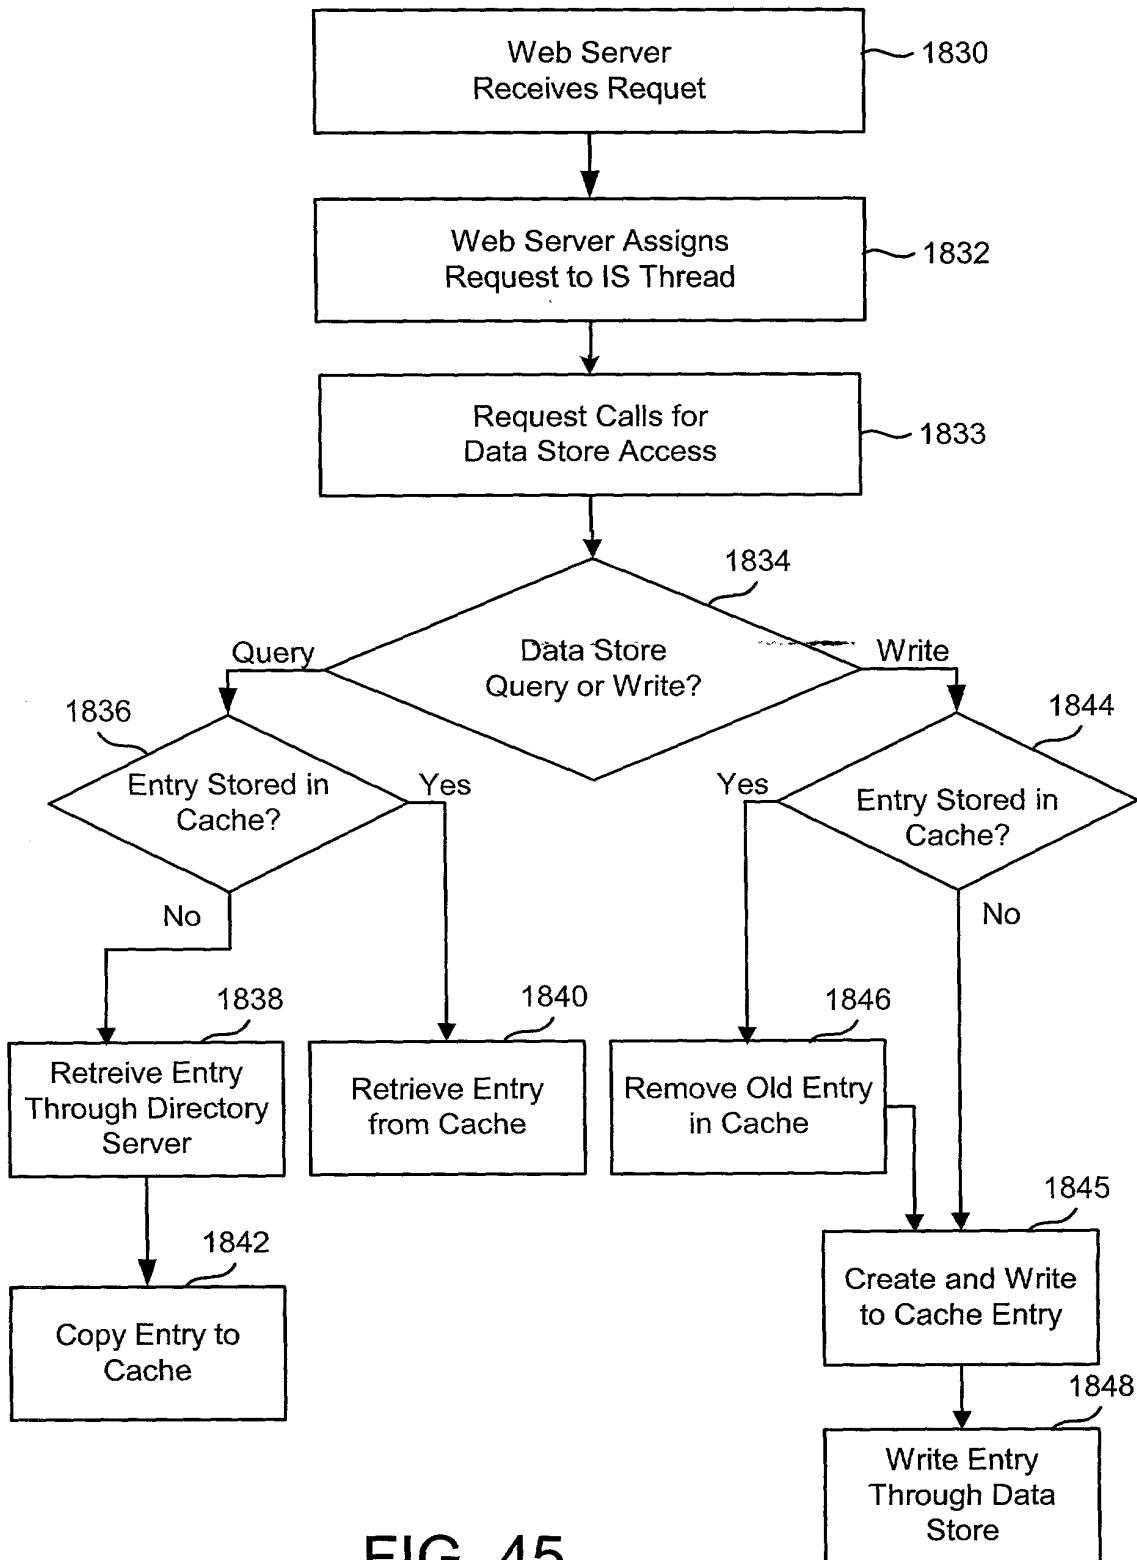 Web Server
Receives Requet
1830
Web Server Assigns
Request to IS Thread
1832
Request Calls for
Data Store Access
1833
1834
Data Store
Query or Write?
Query
Write
1836
Entry Stored in
Cache?
Yes
No
1844
Entry Stored in
Cache?
Yes
No
1838
Retreive Entry
Through Directory
Server
1840
Retrieve Entry
from Cache
1846
Remove Old Entry
in Cache
1842
Copy Entry to
Cache
1845
Create and Write
to Cache Entry
1848
Write Entry
Through Data
Store
FIG. 45